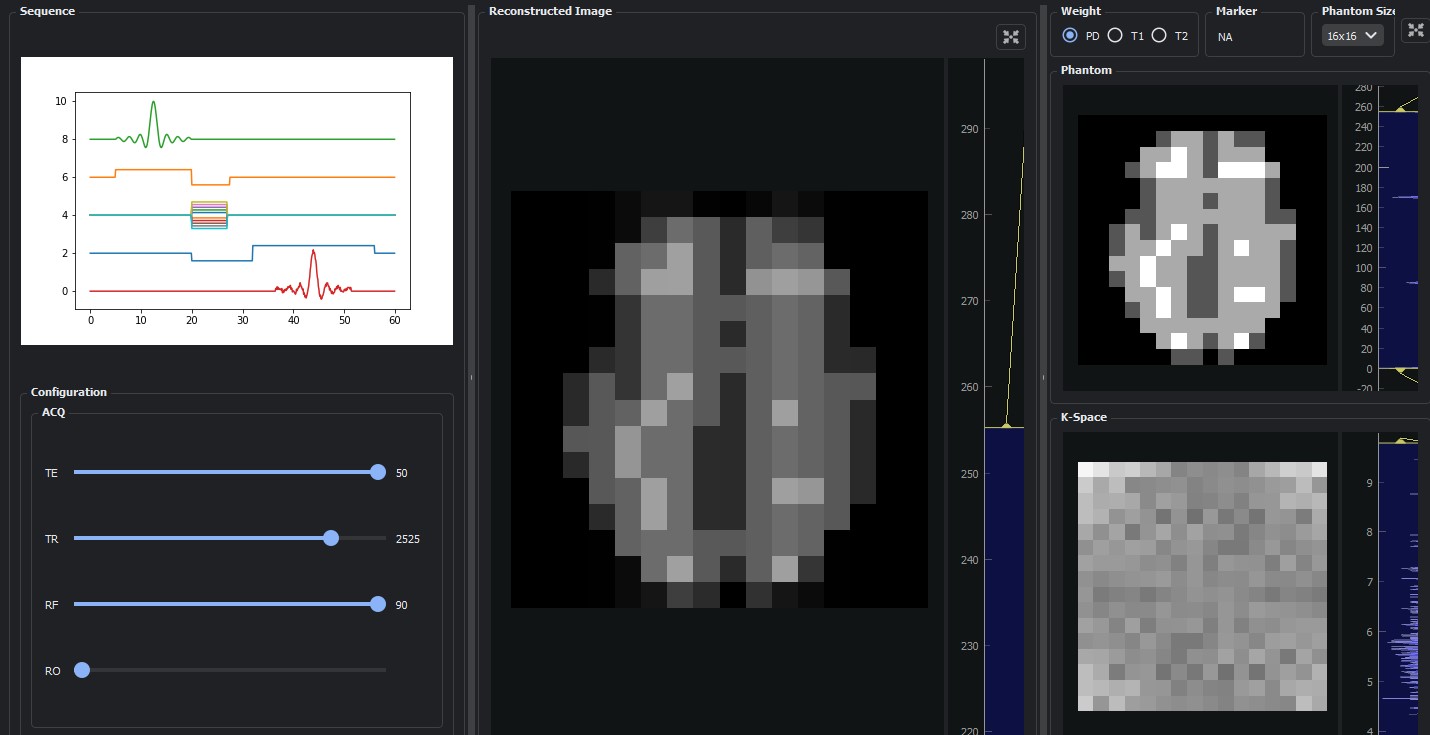 Sequence
10
8
6
4
2
0
0 10 20 30 40 50 60
Configuration
ACQ
TE 50
TR 2525
RF 90
RO
Reconstructed Image
290
280
270
260
250
240
230
220
Weight
PD T1 T2
Marker
NA
Phantom Size
16x16
Phantom
280
260
240
220
200
180
160
140
120
100
80
60
40
20
0
-20
K-Space
9
8
7
6
5
4